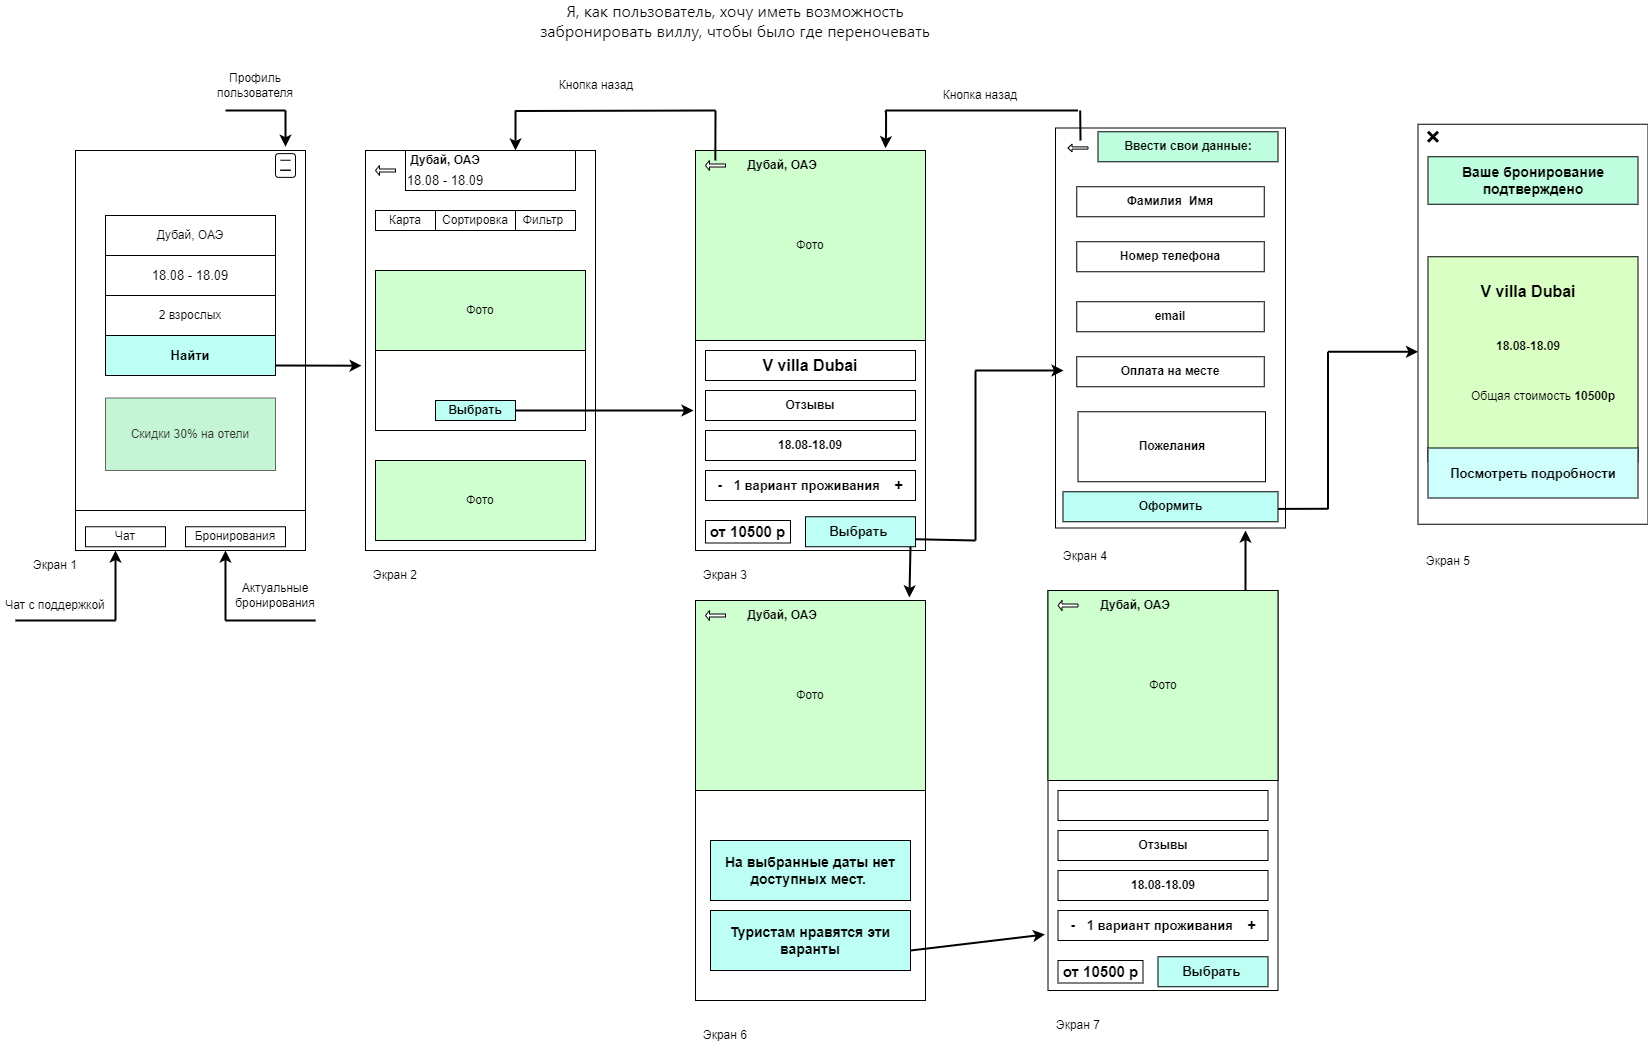 Я, как пользователь, хочу иметь возможность
забронировать виллу, чтобы было где переночевать
Профиль
пользователя
Кнопка назад
Кнопка назад
Дубай, ОАЭ
18.08 - 18.09
2 взрослых
Найти
Скидки 30% на отели
Чат
Бронирования
Экран 1
Чат с поддержкой
Актуальные
бронирования
Дубай, ОАЭ
18.08 - 18.09
Карта
Сортировка
Фильтр
Фото
Выбрать
Фото
Экран 2
Дубай, ОАЭ
Фото
V villa Dubai
Отзывы
18.08-18.09
- 1 вариант проживания +
от 10500 р
Выбрать
Экран 3
Ввести свои данные:
Фамилия Имя
Номер телефона
email
Оплата на месте
Пожелания
Оформить
Экран 4
Ваше бронирование
подтверждено
V villa Dubai
18.08-18.09
Общая стоимость 10500р
Посмотреть подробности
Экран 5
Дубай, ОАЭ
Фото
На выбранные даты нет
доступных мест.
Туристам нравятся эти
варанты
Экран 6
Дубай, ОАЭ
Фото
Отзывы
18.08-18.09
- 1 вариант проживания +
от 10500 р
Выбрать
Экран 7